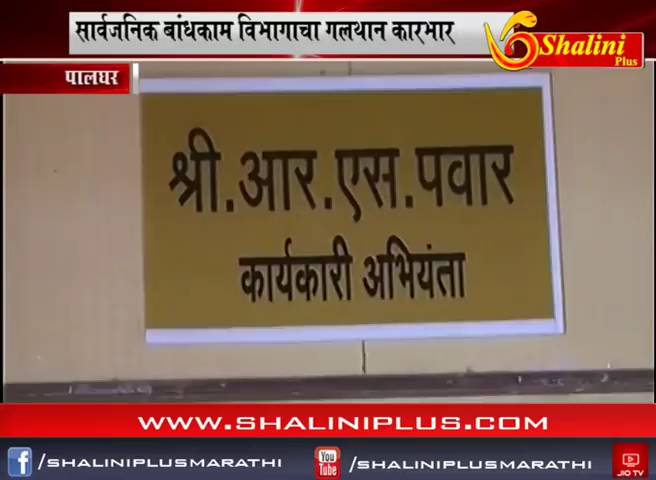 सार्वजनिक बांधकाम विभागाचा गलथान कारभार
Shalini
Plus
पालघर
श्री.आर.एस.पवार
कार्यकारी अभियंता
WWW.SHALINIPLUS.COM
f /SHALINIPLUSMARATHI
You
Tube /SHALINIPLUSMARATHI
JIO TV